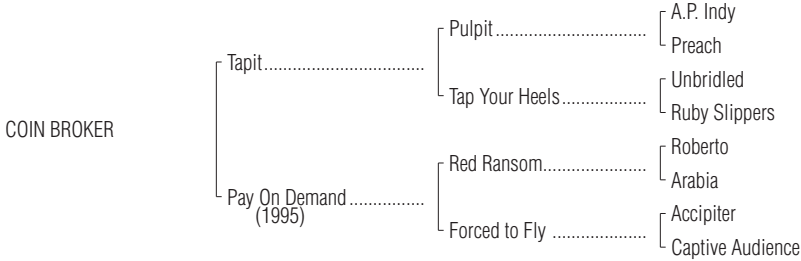 A.P. Indy
Pulpit................................
Preach
Tapit..................................
Unbridled
Tap Your Heels..................
Ruby Slippers
COIN BROKER
Roberto
Red Ransom......................
Arabia
Pay On Demand................
(1995)
Accipiter
Forced to Fly ....................
Captive Audience